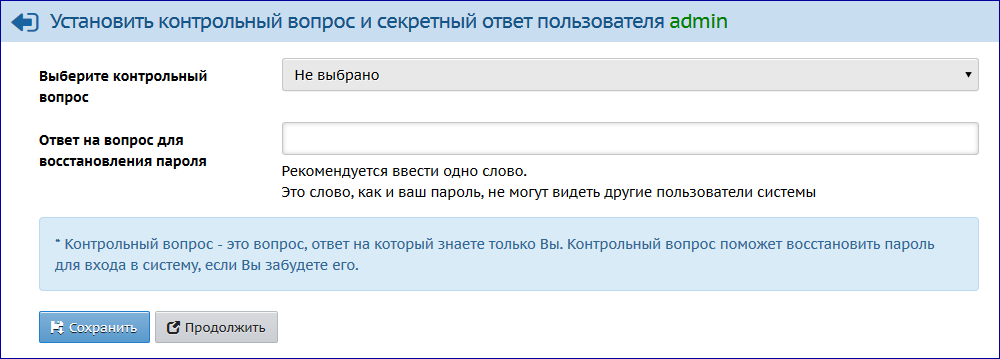 Установить контрольный вопрос и секретный ответ пользователя admin
Выберите контрольный
вопрос
Не выбрано
Ответ на вопрос для
восстановления пароля
Рекомендуется ввести одно слово.
Это слово, как и ваш пароль, не могут видеть другие пользователи системы
* Контрольный вопрос - это вопрос, ответ на который знаете только Вы. Контрольный вопрос поможет восстановить пароль
для входа в систему, если Вы забудете его.
Сохранить
Продолжить